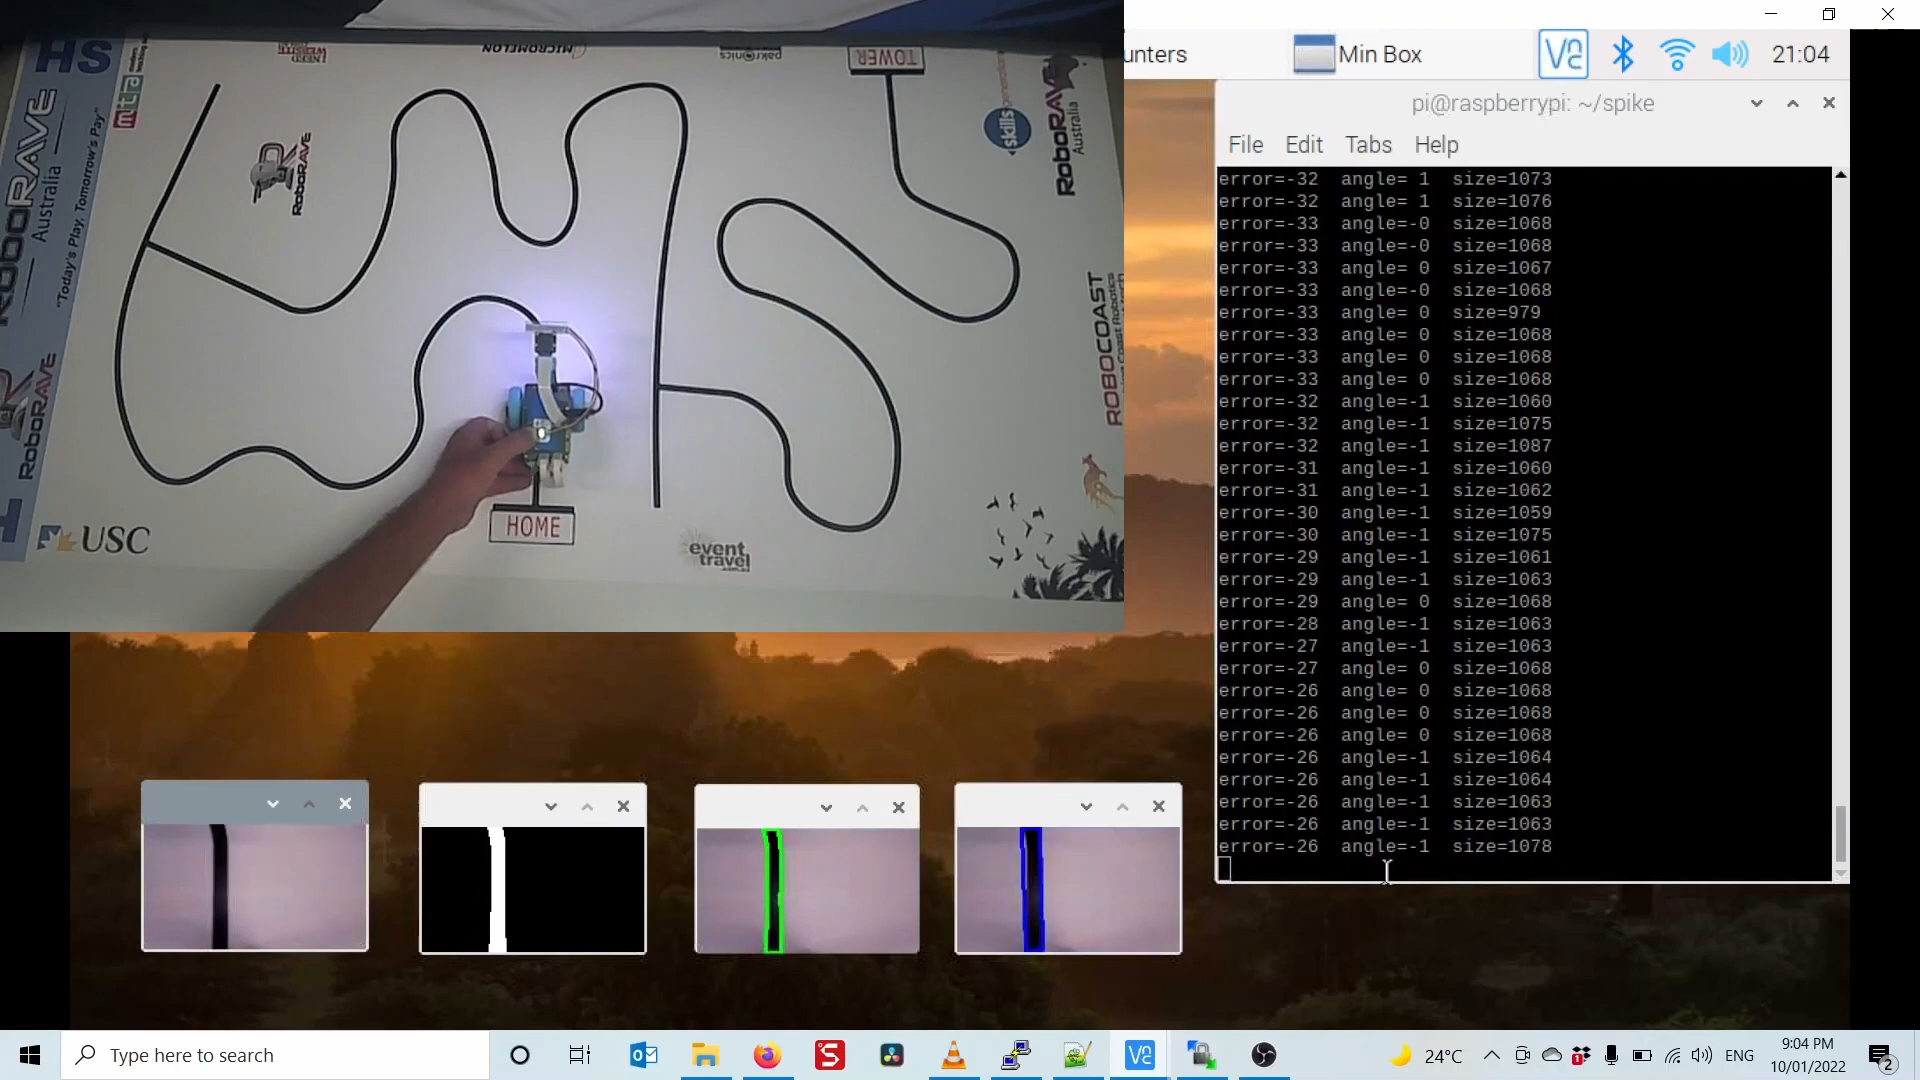 HS
mta
ROBORAVE
Australia
"Today's Play, Tomorrow's Pay"
ROBORAVE
USC
ROBORAVE
MICROMELON
pakronics
TOWER
skills
generation
ROBORAVE
Australia
ROBOCOAST
HOME
event
travel
unters
Min Box
21:04
pi@raspberrypi: ~/spike
File Edit Tabs Help
error=-32 angle= 1 size=1073
error=-32 angle= 1 size=1076
error=-33 angle=-0 size=1068
error=-33 angle=-0 size=1068
error=-33 angle= 0 size=1067
error=-33 angle=-0 size=1068
error=-33 angle= 0 size=979
error=-33 angle= 0 size=1068
error=-33 angle= 0 size=1068
error=-33 angle= 0 size=1068
error=-32 angle=-1 size=1060
error=-32 angle=-1 size=1075
error=-32 angle=-1 size=1087
error=-31 angle=-1 size=1060
error=-31 angle=-1 size=1062
error=-30 angle=-1 size=1059
error=-30 angle=-1 size=1075
error=-29 angle=-1 size=1061
error=-29 angle=-1 size=1063
error=-29 angle= 0 size=1068
error=-28 angle=-1 size=1063
error=-27 angle=-1 size=1063
error=-27 angle= 0 size=1068
error=-26 angle= 0 size=1068
error=-26 angle= 0 size=1068
error=-26 angle= 0 size=1068
error=-26 angle=-1 size=1064
error=-26 angle=-1 size=1064
error=-26 angle=-1 size=1063
error=-26 angle=-1 size=1063
error=-26 angle=-1 size=1078
Type here to search
24°C
ENG
9:04 PM
10/01/2022
2